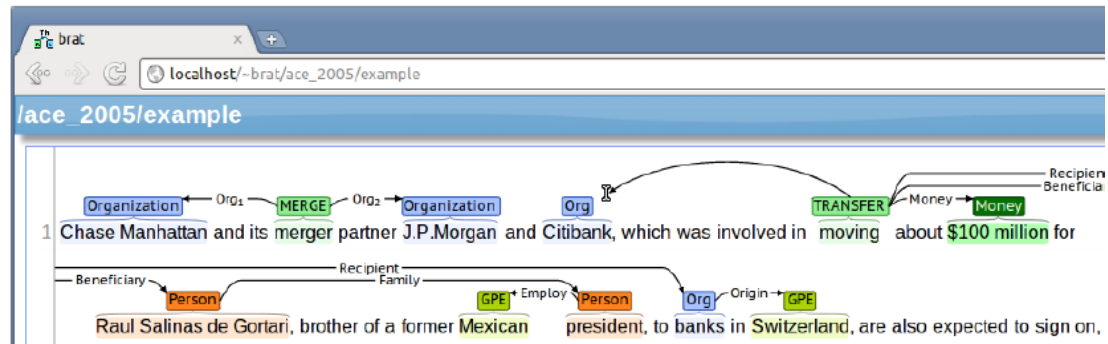 brat
localhost/~brat/ace_2005/example
/ace_2005/example
Recipien
Beneficia
Organization Org₁ MERGE Org₂ Organization Org TRANSFER Money Money
1 Chase Manhattan and its merger partner J.P.Morgan and Citibank, which was involved in moving about $100 million for
Recipient
Beneficiary Family
Person GPE Employ Person Org Origin GPE
Raul Salinas de Gortari, brother of a former Mexican president, to banks in Switzerland, are also expected to sign on,